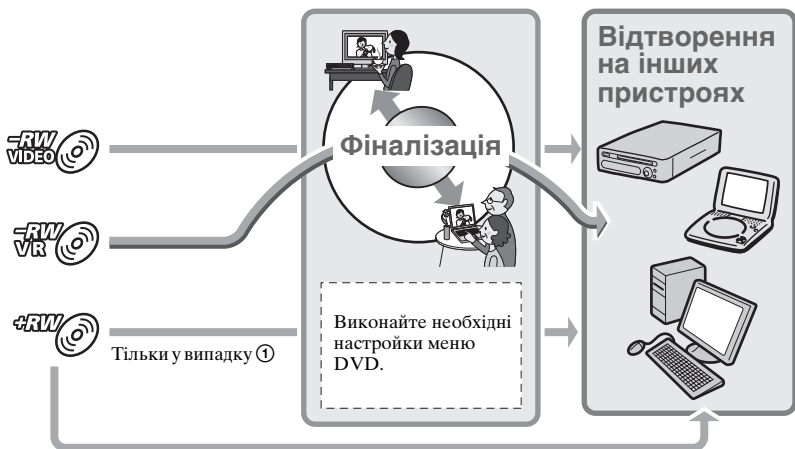 Відтворення
на інших
пристроях
Фіналізація
-RW
VIDEO
-RW
VR
+RW
Тільки у випадку ①
Виконайте необхідні
настройки меню
DVD.